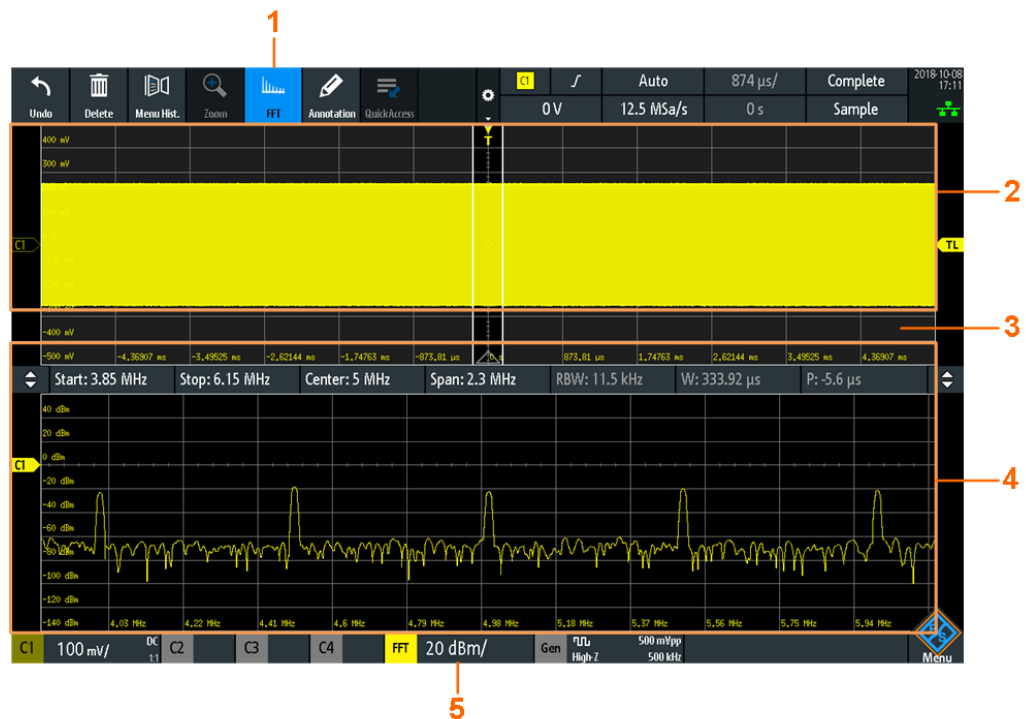 1
Undo
Delete
Menu Hist.
Zoom
FFT
Annotation
QuickAccess
C1
Auto
874 µs/
Complete
2018-10-08
17:11
0 V
12.5 MSa/s
0 s
Sample
T
400 mV
300 mV
2
C1
TL
-400 mV
3
-500 mV
-4.36907 ms
-3.49525 ms
-2.62144 ms
-1.74763 ms
-873.81 µs
0 s
873.81 µs
1.74763 ms
2.62144 ms
3.49525 ms
4.36907 ms
Start: 3.85 MHz
Stop: 6.15 MHz
Center: 5 MHz
Span: 2.3 MHz
RBW: 11.5 kHz
W: 333.92 µs
P: -5.6 µs
40 dBm
20 dBm
0 dBm
C1
-20 dBm
4
-40 dBm
-60 dBm
-80 dBm
-100 dBm
-120 dBm
-140 dBm
4.03 MHz
4.22 MHz
4.41 MHz
4.6 MHz
4.79 MHz
4.98 MHz
5.18 MHz
5.37 MHz
5.56 MHz
5.75 MHz
5.94 MHz
C1
100 mV/
DC
1:1
C2
C3
C4
FFT
20 dBm/
Gen
High-Z
500 mVpp
500 kHz
Menu
5